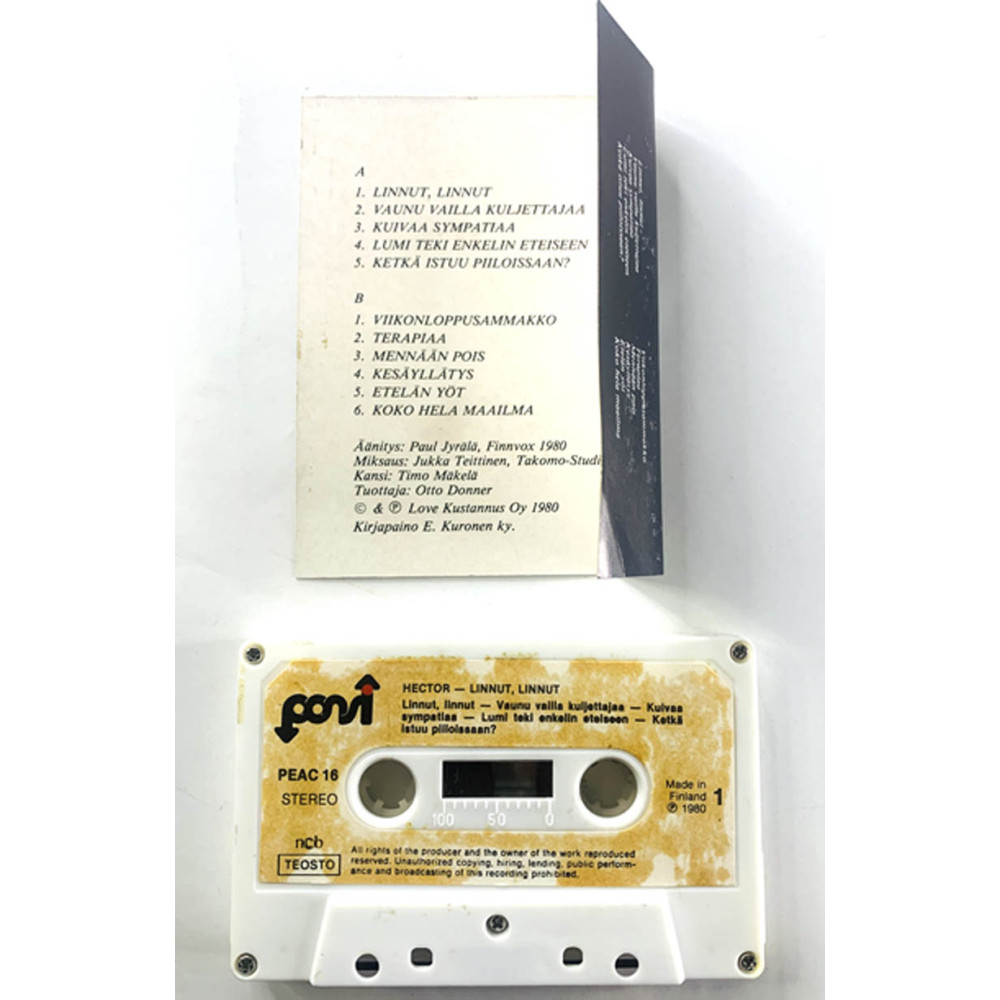 A
1. LINNUT, LINNUT
2. VAUNU VAILLA KULJETTAJAA
3. KUIVAA SYMPATIAA
4. LUMI TEKI ENKELIN ETEISEEN
5. KETKÄ ISTUU PIILOISSAAN?
B
1. VIIKONLOPPUSAMMAKKO
2. TERAPIAA
3. MENNÄÄN POIS
4. KESÄYLLÄTYS
5. ETELÄN YÖT
6. KOKO HELA MAAILMA
Äänitys: Paul Jyrälä, Finnvox 1980
Miksaus: Jukka Teittinen, Takomo-Studi
Kansi: Timo Mäkelä
Tuottaja: Otto Donner
© & Ⓟ Love Kustannus Oy 1980
Kirjapaino E. Kuronen ky.
ponsi
HECTOR — LINNUT, LINNUT
Linnut, linnut — Vaunu vailla kuljettajaa — Kuivaa
sympatiaa — Lumi teki enkelin eteiseen — Ketkä
istuu piiloissaan?
PEAC 16
STEREO
100 50 0
Made in
Finland
Ⓟ 1980
1
ncb
TEOSTO
All rights of the producer and the owner of the work reproduced
reserved. Unauthorized copying, hiring, lending, public perform-
ance and broadcasting of this recording prohibited.